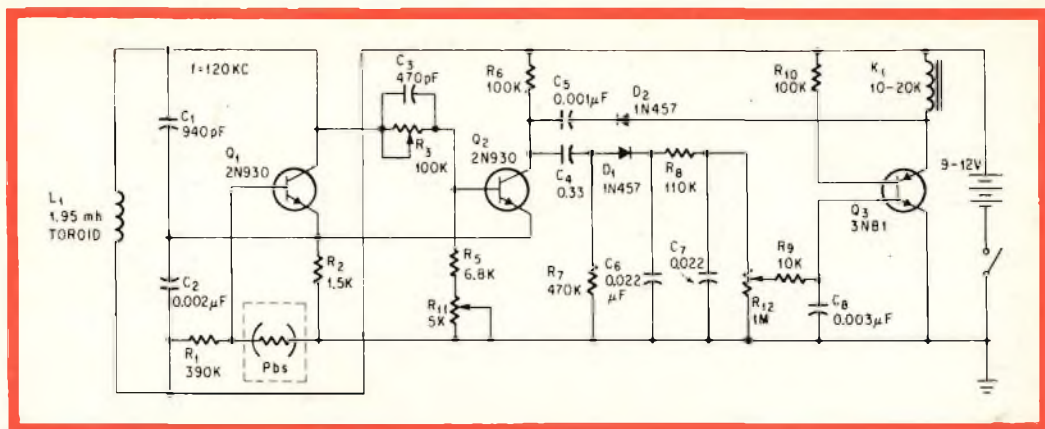 f=120KC
C1
940pF
L1
1.95 mh
TOROID
Q1
2N930
C2
0.002µF
R1
390K
Pbs
R2
1.5K
C3
470pF
R3
100K
R5
6.8K
R11
5K
Q2
2N930
R6
100K
C5
0.001µF
D2
1N457
C4
0.33
D1
1N457
R8
110K
R7
470K
C6
0.022
µF
C7
0.022
R12
1M
R9
10K
C8
0.003µF
R10
100K
K1
10-20K
Q3
3N81
9-12V